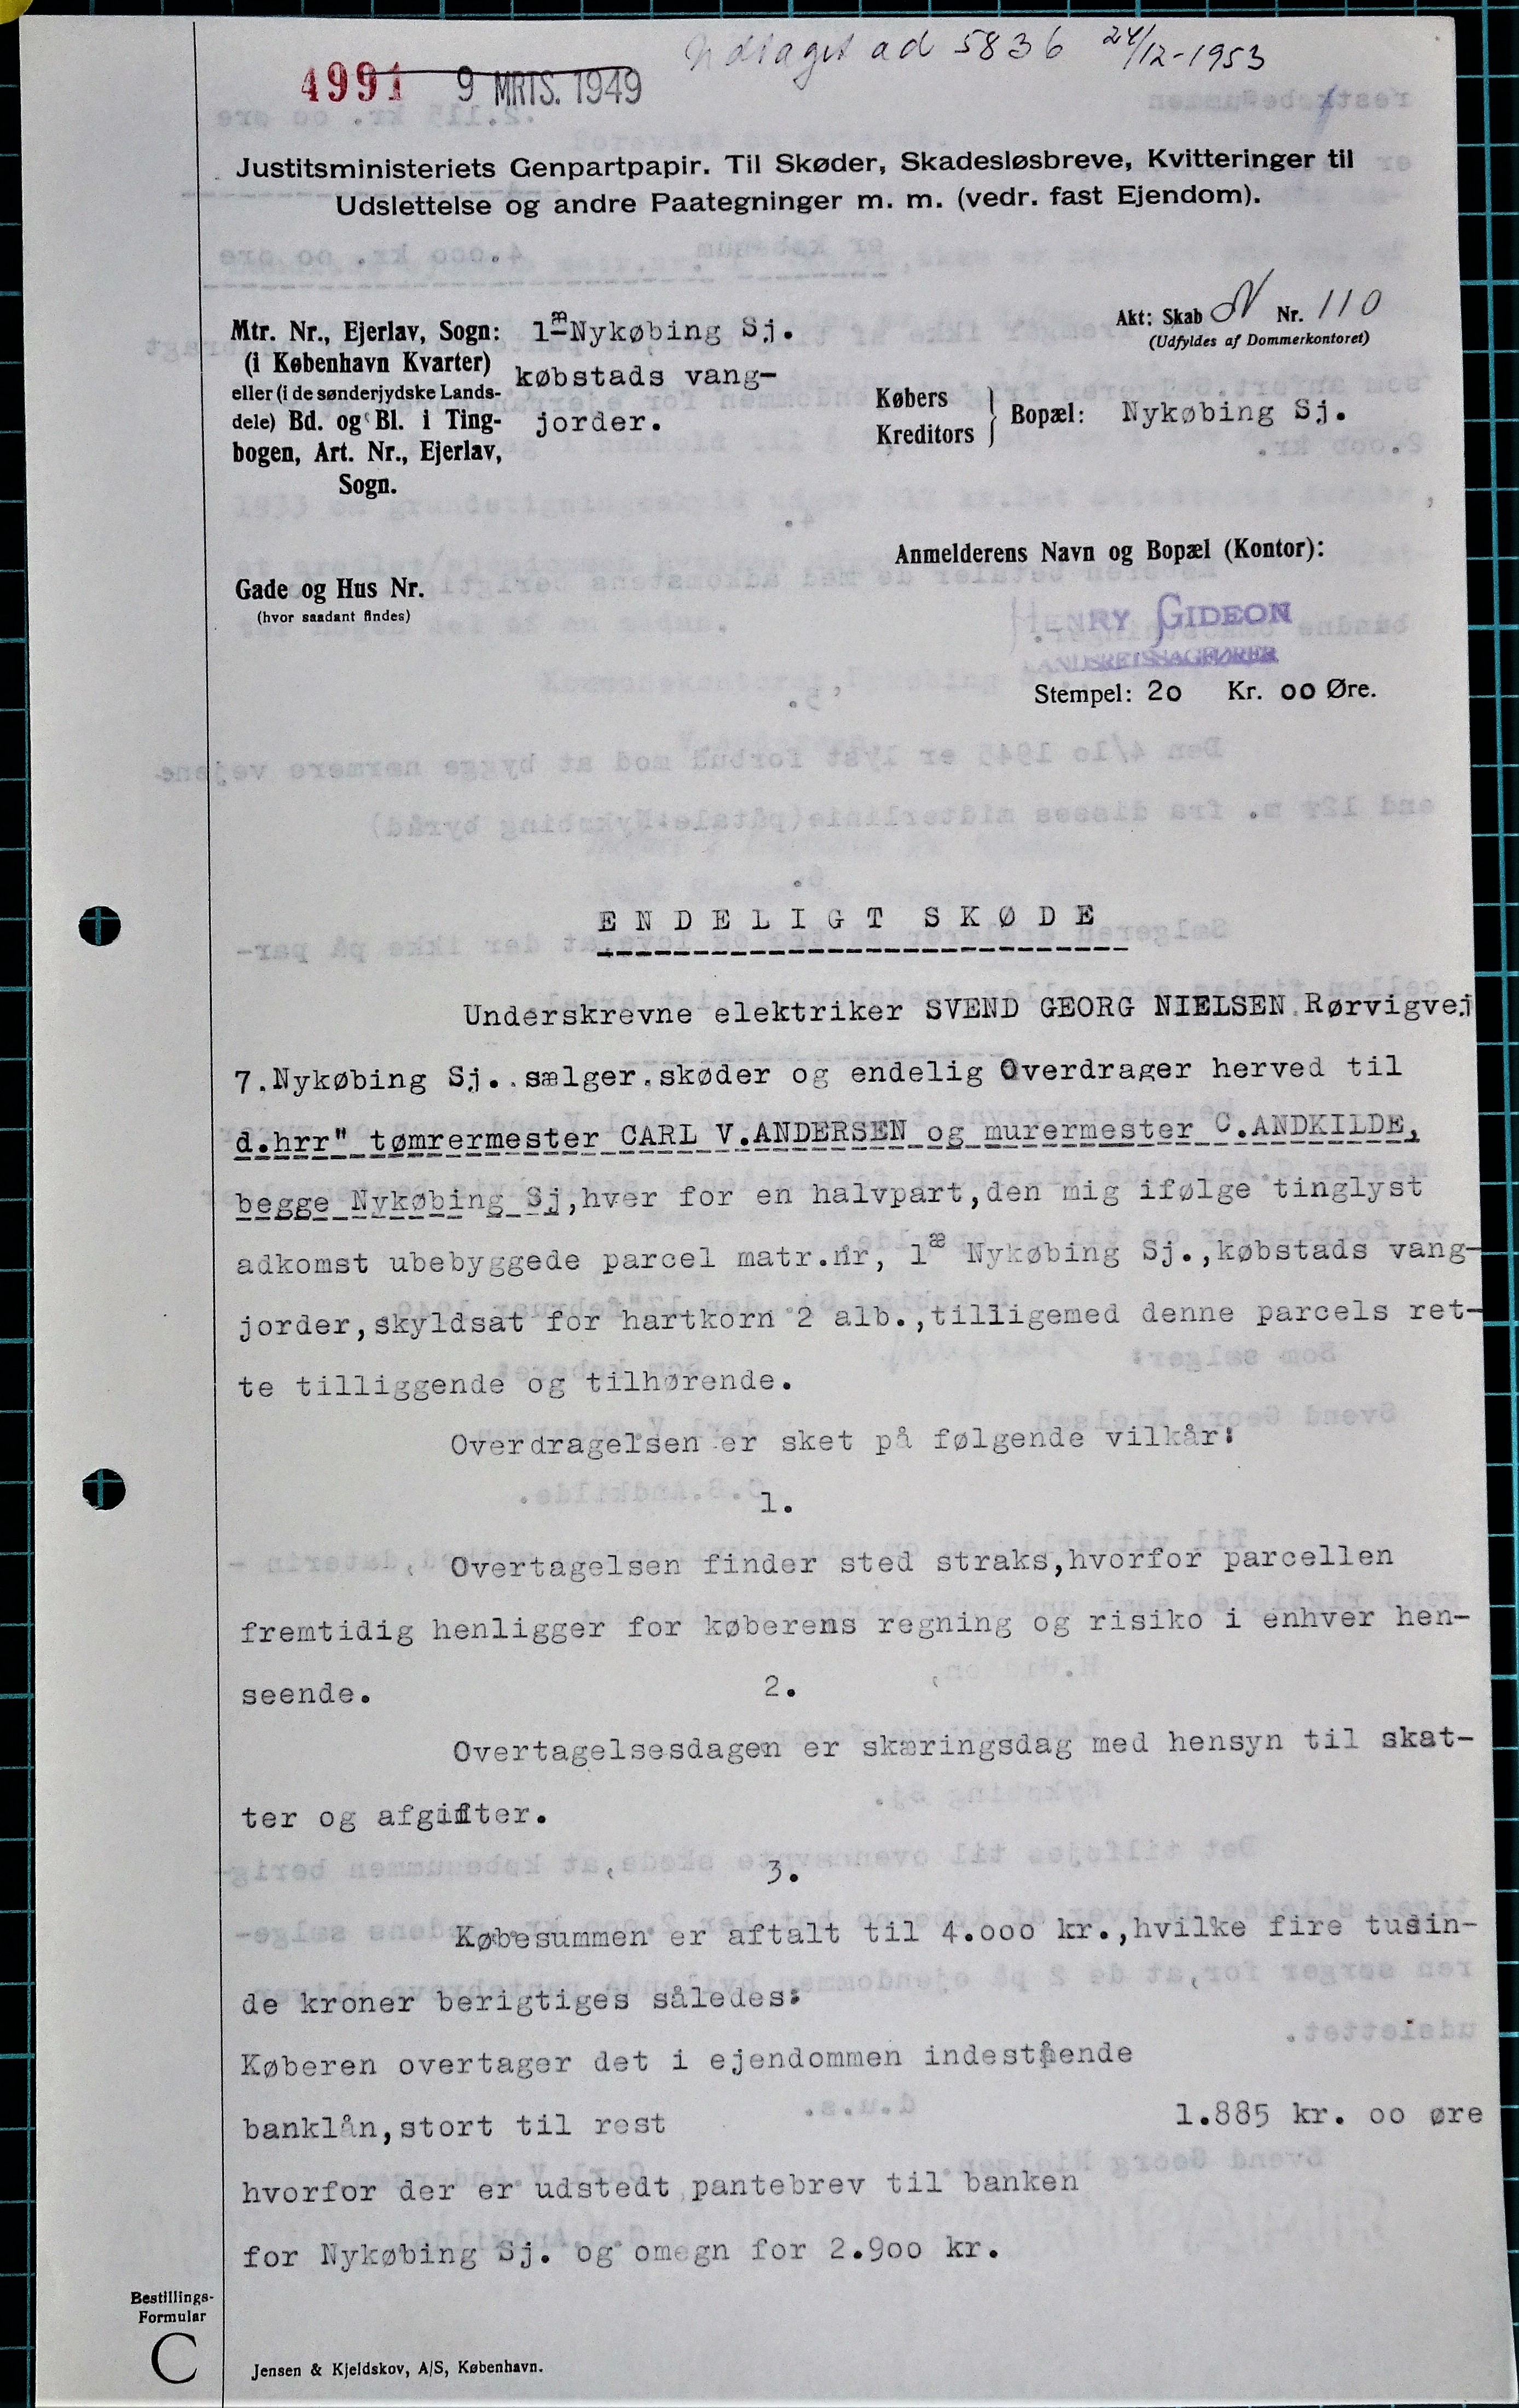 Udtaget ad 5836 24/12-1953
4991 9 MRTS. 1949
Justitsministeriets Genpartpapir. Til Skøder, Skadesløsbreve, Kvitteringer til
Udslettelse og andre Paategninger m. m. (vedr. fast Ejendom).
Akt: Skab N Nr. 110
(Udfyldes af Dommerkontoret)
Mtr. Nr., Ejerlav, Sogn: 1æ Nykøbing Sj.
(i København Kvarter) købstads vang-
eller (i de sønderjydske Lands-
dele) Bd. og Bl. i Ting- jorder.
bogen, Art. Nr., Ejerlav,
Sogn.
Købers
Kreditors } Bopæl: Nykøbing Sj.
Gade og Hus Nr.
(hvor saadant findes)
Anmelderens Navn og Bopæl (Kontor):
HENRY GIDEON
LANDSRETSSAGFØRER
Stempel: 2o Kr. oo Øre.
E N D E L I G T S K Ø D E
Underskrevne elektriker SVEND GEORG NIELSEN Rørvigvej
7.Nykøbing Sj..sælger.skøder og endelig Overdrager herved til
d.hrr" tømrermester CARL V.ANDERSEN og murermester C.ANDKILDE,
begge Nykøbing Sj,hver for en halvpart,den mig ifølge tinglyst
adkomst ubebyggede parcel matr.nr, 1æ Nykøbing Sj.,købstads vang-
jorder,skyldsat for hartkorn 2 alb.,tilligemed denne parcels ret-
te tilliggende og tilhørende.
Overdragelsen er sket på følgende vilkår:
1.
Overtagelsen finder sted straks,hvorfor parcellen
fremtidig henligger for køberens regning og risiko i enhver hen-
seende.
2.
Overtagelsesdagen er skæringsdag med hensyn til skat-
ter og afgifter.
3.
Købesummen er aftalt til 4.ooo kr.,hvilke fire tusin-
de kroner berigtiges således:
Køberen overtager det i ejendommen indestående
banklån,stort til rest 1.885 kr. oo øre
hvorfor der er udstedt pantebrev til banken
for Nykøbing Sj. og omegn for 2.9oo kr.
Bestillings-
Formular
C
Jensen & Kjeldskov, A/S, København.